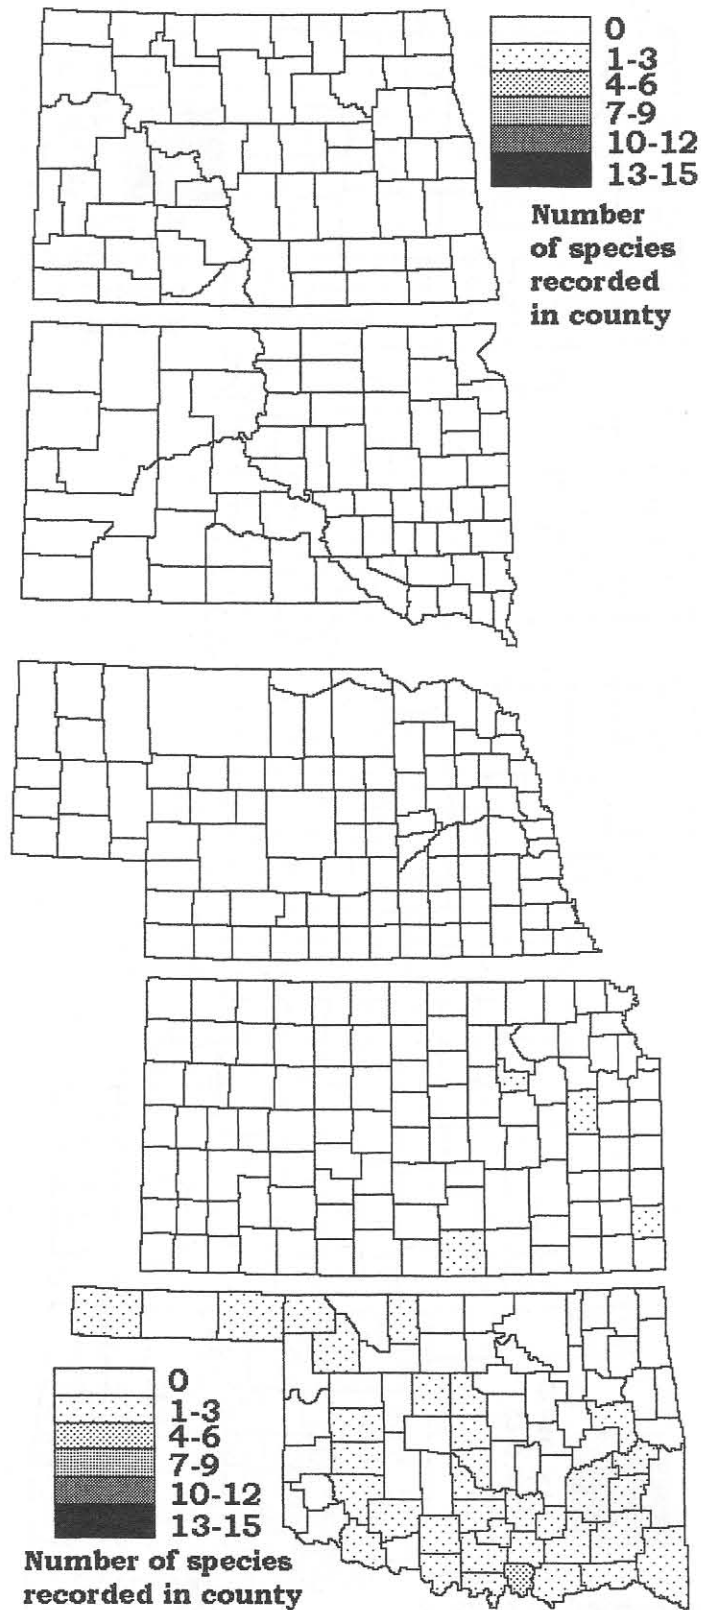 0
1-3
4-6
7-9
10-12
13-15
Number
of species
recorded
in county
0
1-3
4-6
7-9
10-12
13-15
Number of species
recorded in county